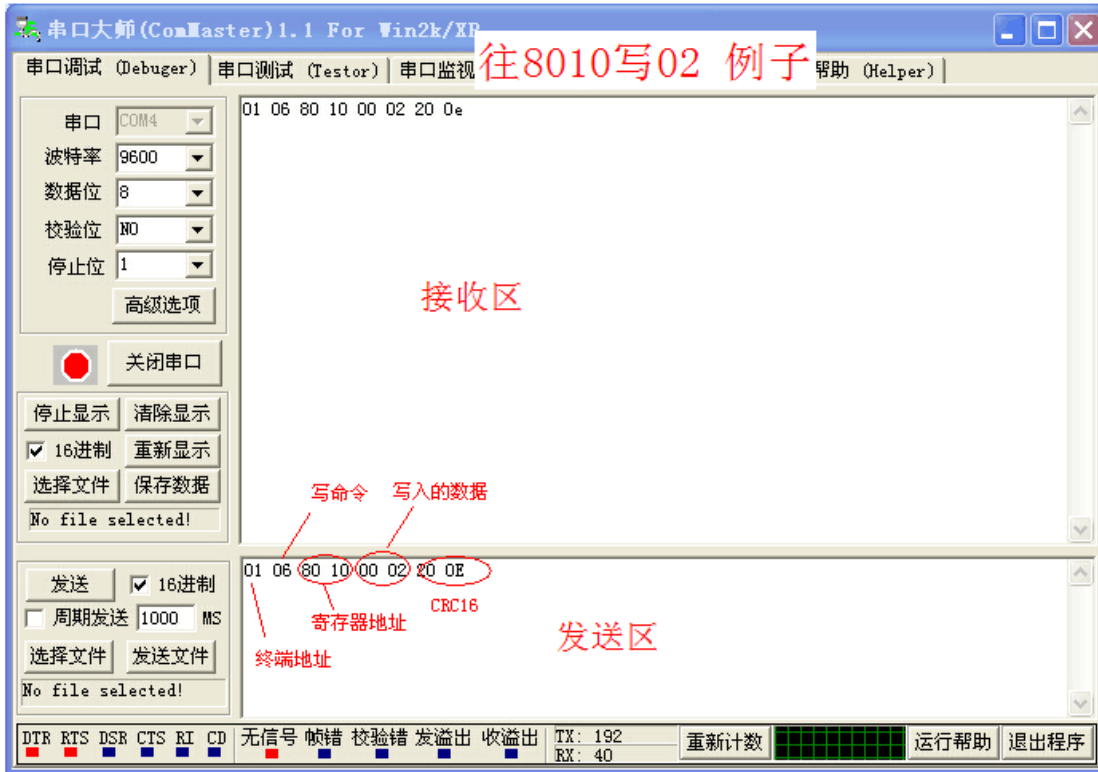 串口大师(ComMaster)1.1 For Win2k/XP
往8010写02 例子
串口调试 (Debuger)
串口测试 (Testor)
串口监视
帮助 (Helper)
串口 COM4
波特率 9600
数据位 8
校验位 NO
停止位 1
高级选项
关闭串口
停止显示 清除显示
16进制 重新显示
选择文件 保存数据
No file selected!
01 06 80 10 00 02 20 0e
接收区
写命令 写入的数据
发送 16进制
周期发送 1000 MS
选择文件 发送文件
No file selected!
01 06 80 10 00 02 20 0E
CRC16
寄存器地址
终端地址
发送区
DTR RTS DSR CTS RI CD
无信号 帧错 校验错 发溢出 收溢出
TX: 192
RX: 40
重新计数
运行帮助
退出程序